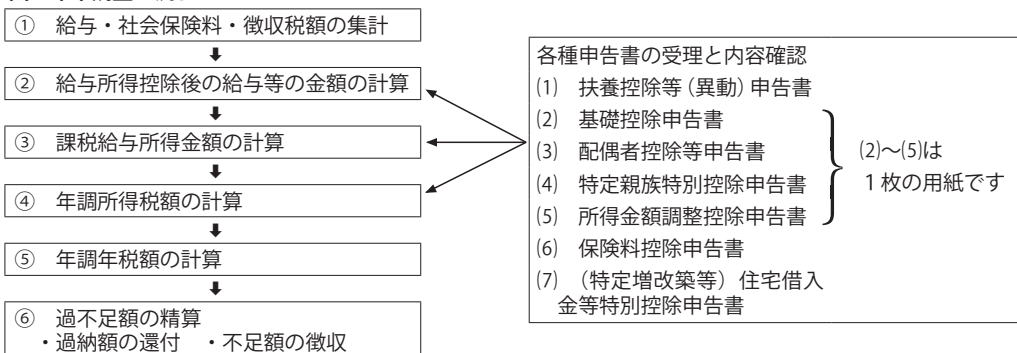 ① 給与・社会保険料・徴収税額の集計
⬇
② 給与所得控除後の給与等の金額の計算
⬇
③ 課税給与所得金額の計算
⬇
④ 年調所得税額の計算
⬇
⑤ 年調年税額の計算
⬇
⑥ 過不足額の精算
・過納額の還付 ・不足額の徴収
各種申告書の受理と内容確認
⑴ 扶養控除等(異動)申告書
⑵ 基礎控除申告書
⑶ 配偶者控除等申告書
⑷ 特定親族特別控除申告書
⑸ 所得金額調整控除申告書
⑵~⑸は
1枚の用紙です
⑹ 保険料控除申告書
⑺ (特定増改築等)住宅借入
金等特別控除申告書